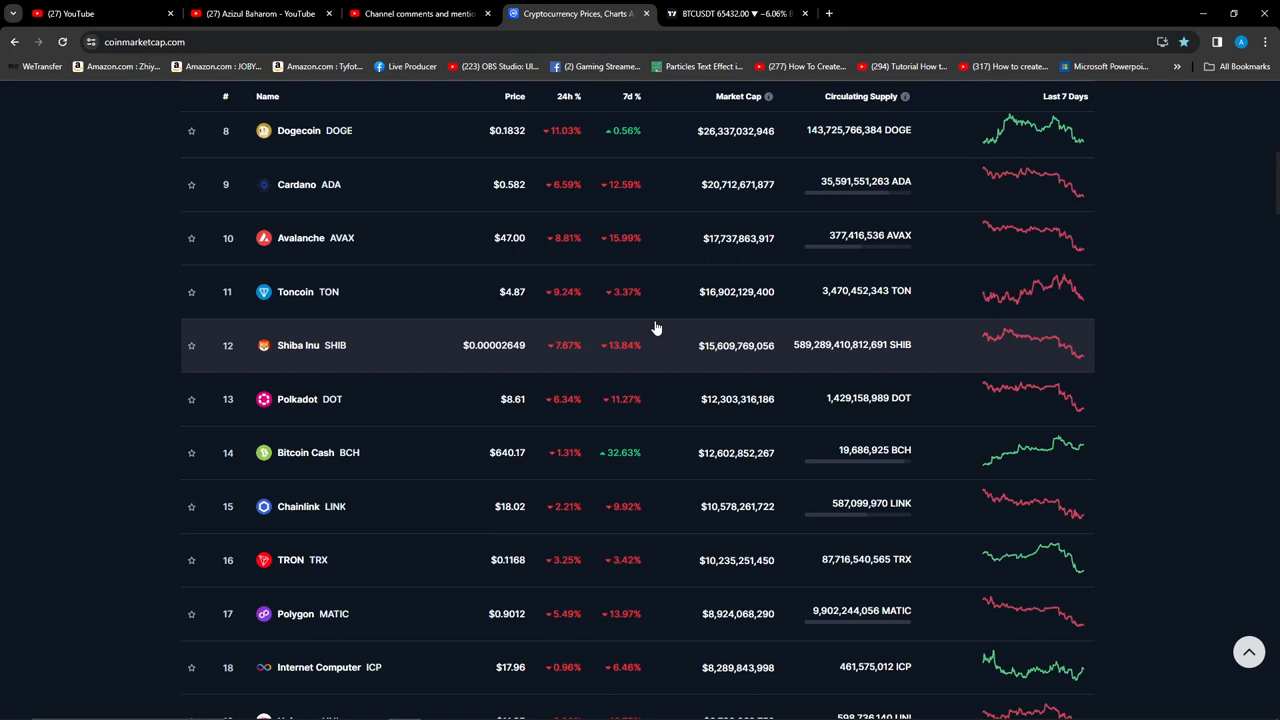 (27) YouTube
(27) Azizul Baharom - YouTube
Channel comments and mentio
Cryptocurrency Prices, Charts A
BTCUSDT 65432.00 ▼ −6.06% B
coinmarketcap.com
WeTransfer
Amazon.com : Zhiy...
Amazon.com: JOBY...
Amazon.com : Tyfot...
Live Producer
(223) OBS Studio: Ul...
(2) Gaming Streame...
Particles Text Effect i...
(277) How To Create...
(294) Tutorial How t...
(317) How to create...
Microsoft Powerpoi...
All Bookmarks
# Name Price 24h % 7d % Market Cap Circulating Supply Last 7 Days
8 Dogecoin DOGE $0.1832 11.03% 0.56% $26,337,032,946 143,725,766,384 DOGE
9 Cardano ADA $0.582 6.59% 12.59% $20,712,671,877 35,591,551,263 ADA
10 Avalanche AVAX $47.00 8.81% 15.99% $17,737,863,917 377,416,536 AVAX
11 Toncoin TON $4.87 9.24% 3.37% $16,902,129,400 3,470,452,343 TON
12 Shiba Inu SHIB $0.00002649 7.67% 13.84% $15,609,769,056 589,289,410,812,691 SHIB
13 Polkadot DOT $8.61 6.34% 11.27% $12,303,316,186 1,429,158,989 DOT
14 Bitcoin Cash BCH $640.17 1.31% 32.63% $12,602,852,267 19,686,925 BCH
15 Chainlink LINK $18.02 2.21% 9.92% $10,578,261,722 587,099,970 LINK
16 TRON TRX $0.1168 3.25% 3.42% $10,235,251,450 87,716,540,565 TRX
17 Polygon MATIC $0.9012 5.49% 13.97% $8,924,068,290 9,902,244,056 MATIC
18 Internet Computer ICP $17.96 0.96% 6.46% $8,289,843,998 461,575,012 ICP
598,736,140 UNI